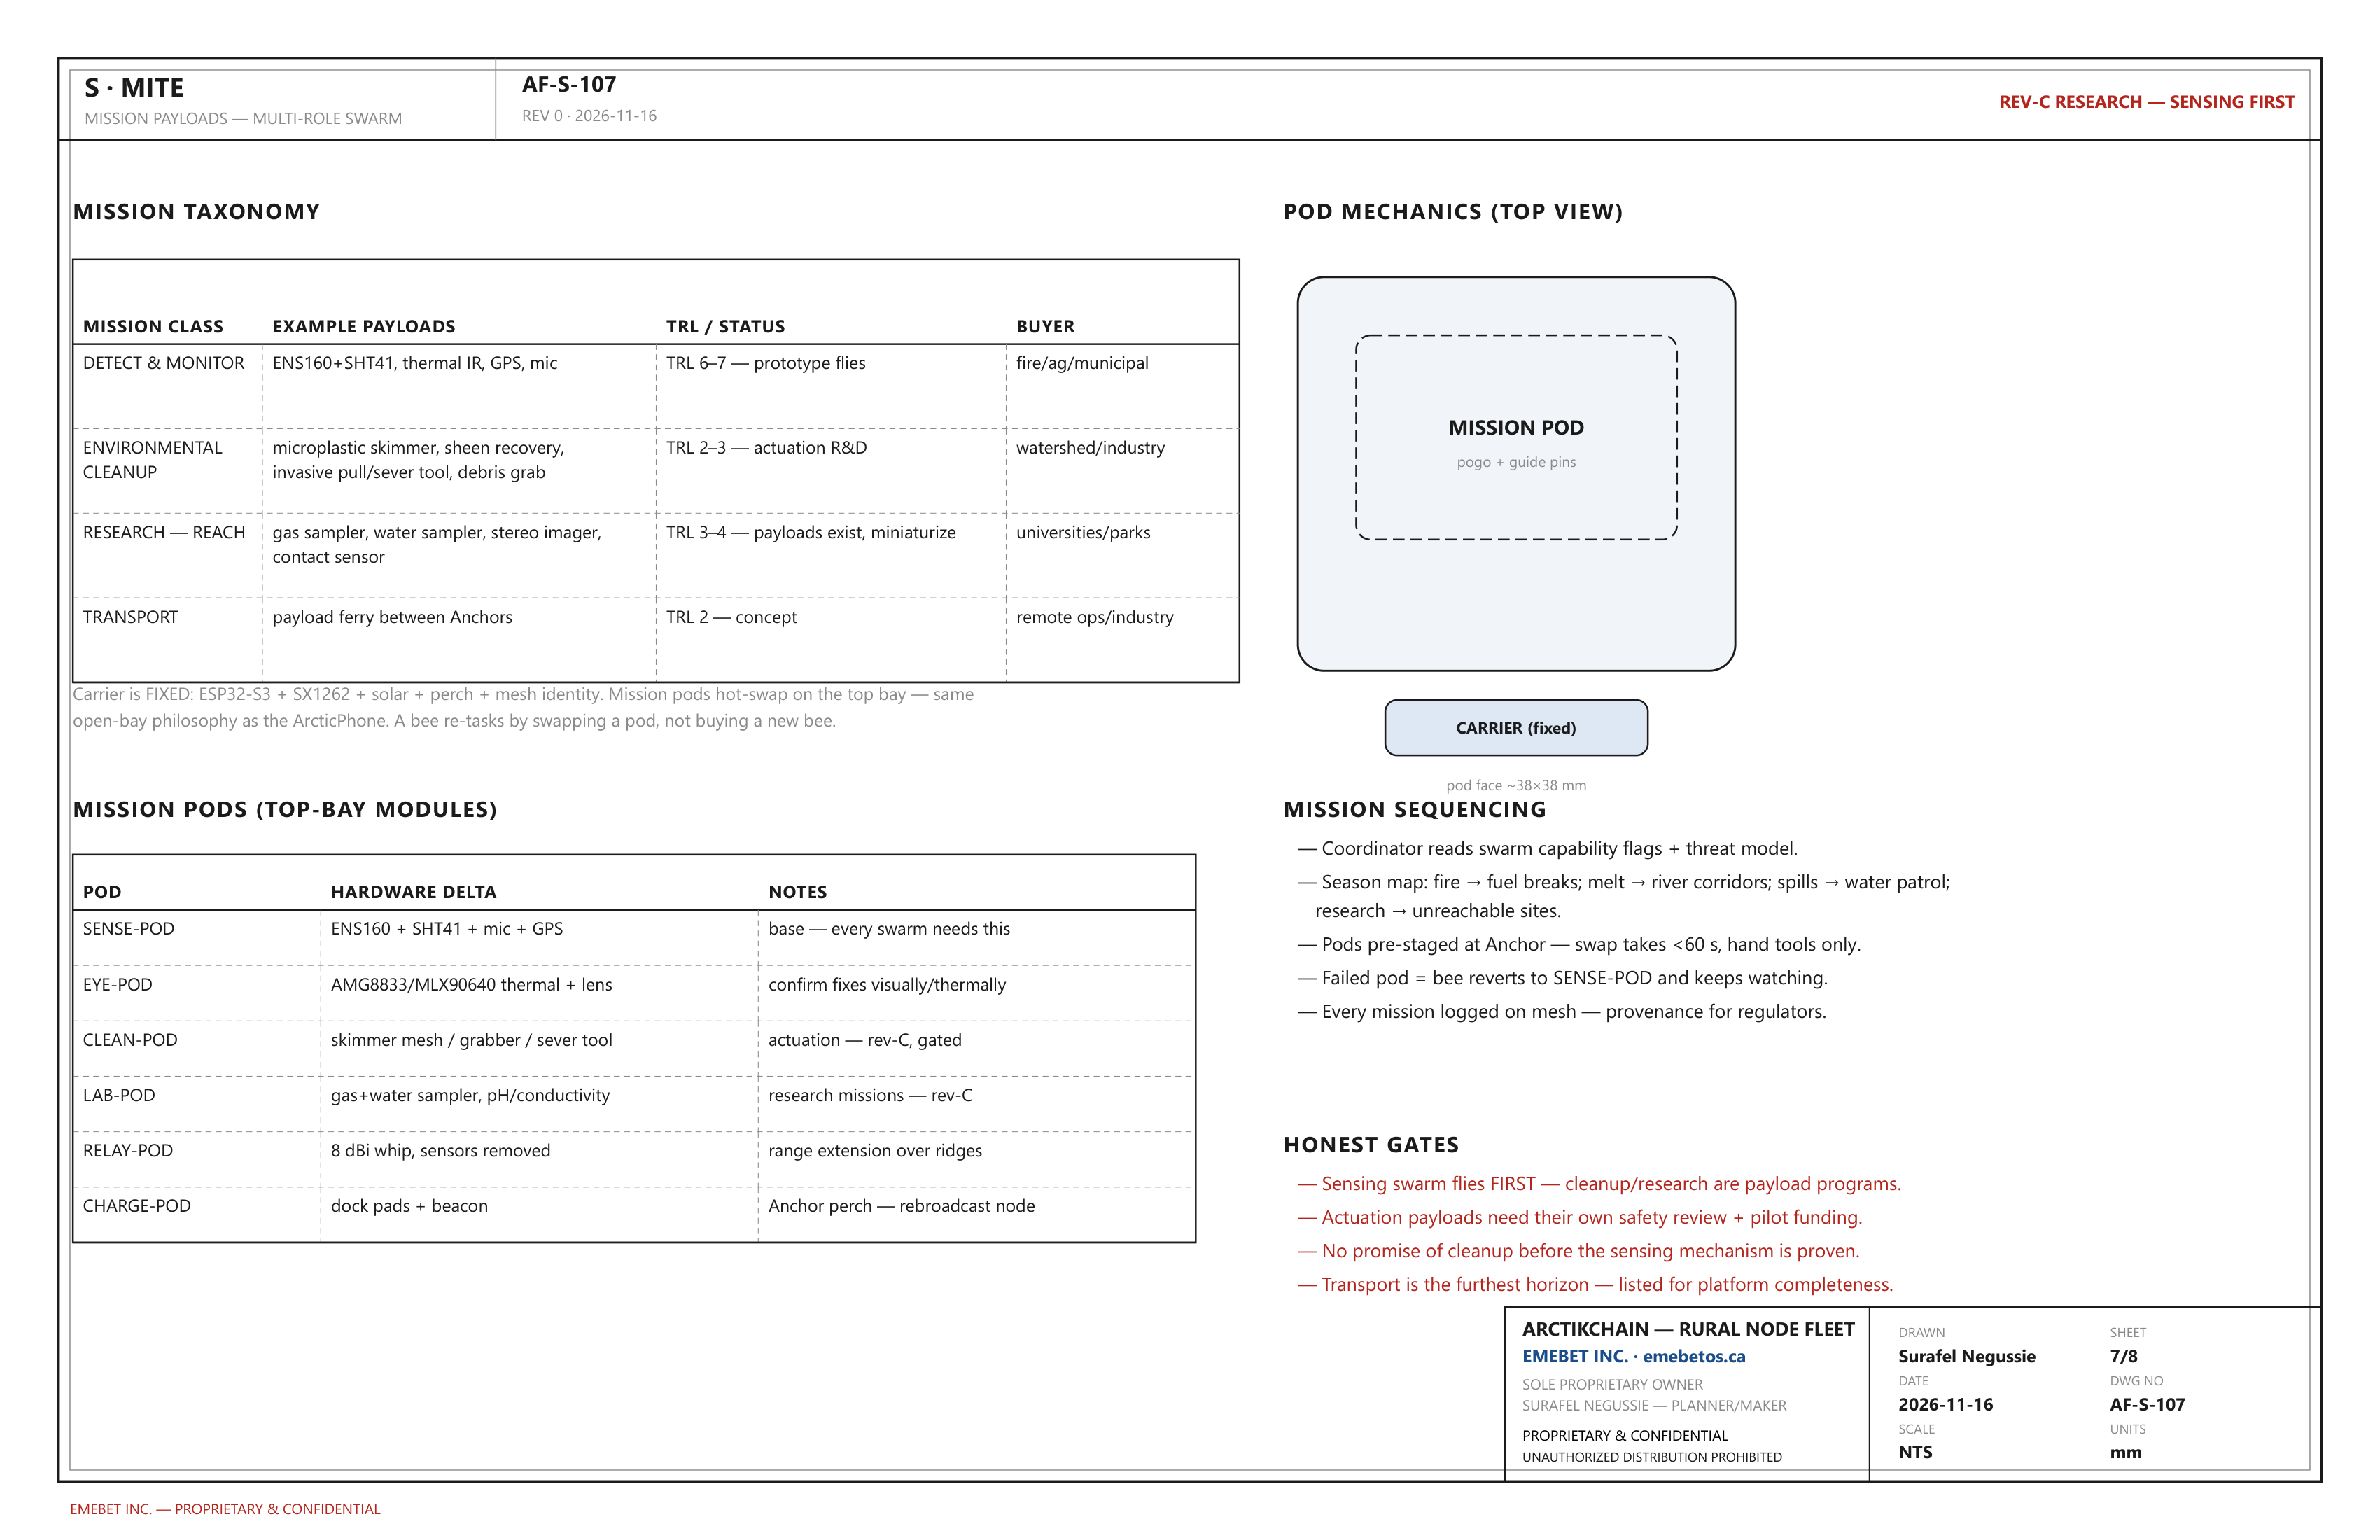 S · MITE
MISSION PAYLOADS — MULTI-ROLE SWARM
AF-S-107
REV 0 · 2026-11-16
REV-C RESEARCH — SENSING FIRST
MISSION TAXONOMY
MISSION CLASS EXAMPLE PAYLOADS TRL / STATUS BUYER
DETECT & MONITOR ENS160+SHT41, thermal IR, GPS, mic TRL 6–7 — prototype flies fire/ag/municipal
ENVIRONMENTAL microplastic skimmer, sheen recovery, TRL 2–3 — actuation R&D watershed/industry
CLEANUP invasive pull/sever tool, debris grab
RESEARCH — REACH gas sampler, water sampler, stereo imager, TRL 3–4 — payloads exist, miniaturize universities/parks
contact sensor
TRANSPORT payload ferry between Anchors TRL 2 — concept remote ops/industry
Carrier is FIXED: ESP32-S3 + SX1262 + solar + perch + mesh identity. Mission pods hot-swap on the top bay — same
open-bay philosophy as the ArcticPhone. A bee re-tasks by swapping a pod, not buying a new bee.
POD MECHANICS (TOP VIEW)
MISSION POD
pogo + guide pins
CARRIER (fixed)
pod face ~38×38 mm
MISSION PODS (TOP-BAY MODULES)
POD HARDWARE DELTA NOTES
SENSE-POD ENS160 + SHT41 + mic + GPS base — every swarm needs this
EYE-POD AMG8833/MLX90640 thermal + lens confirm fixes visually/thermally
CLEAN-POD skimmer mesh / grabber / sever tool actuation — rev-C, gated
LAB-POD gas+water sampler, pH/conductivity research missions — rev-C
RELAY-POD 8 dBi whip, sensors removed range extension over ridges
CHARGE-POD dock pads + beacon Anchor perch — rebroadcast node
MISSION SEQUENCING
— Coordinator reads swarm capability flags + threat model.
— Season map: fire → fuel breaks; melt → river corridors; spills → water patrol;
research → unreachable sites.
— Pods pre-staged at Anchor — swap takes <60 s, hand tools only.
— Failed pod = bee reverts to SENSE-POD and keeps watching.
— Every mission logged on mesh — provenance for regulators.
HONEST GATES
— Sensing swarm flies FIRST — cleanup/research are payload programs.
— Actuation payloads need their own safety review + pilot funding.
— No promise of cleanup before the sensing mechanism is proven.
— Transport is the furthest horizon — listed for platform completeness.
ARCTIKCHAIN — RURAL NODE FLEET
EMEBET INC. · emebetos.ca
SOLE PROPRIETARY OWNER
SURAFEL NEGUSSIE — PLANNER/MAKER
PROPRIETARY & CONFIDENTIAL
UNAUTHORIZED DISTRIBUTION PROHIBITED
DRAWN SHEET
Surafel Negussie 7/8
DATE DWG NO
2026-11-16 AF-S-107
SCALE UNITS
NTS mm
EMEBET INC. — PROPRIETARY & CONFIDENTIAL